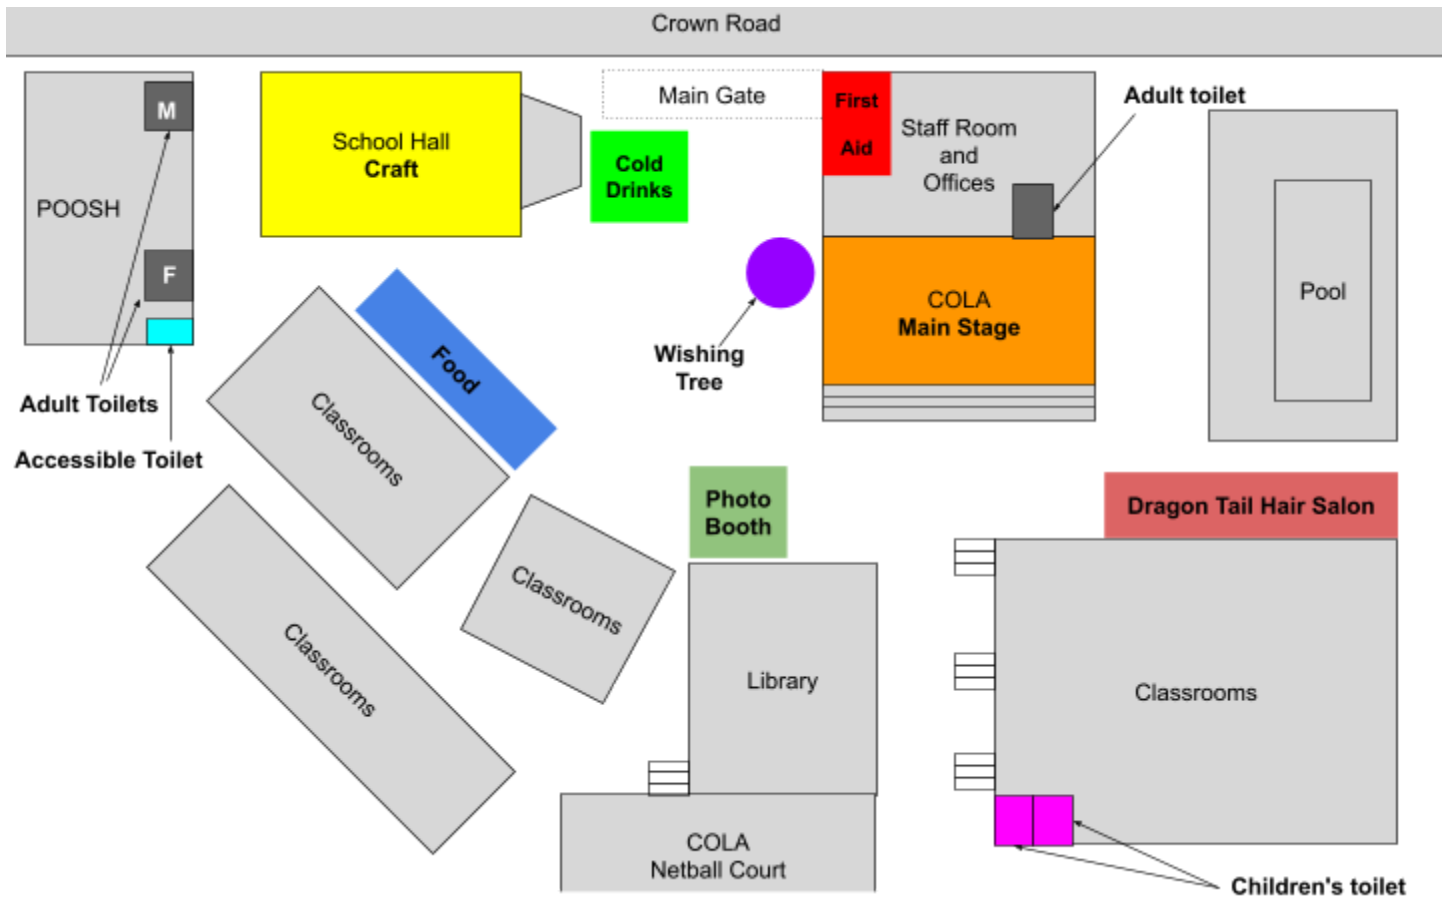 Crown Road
Main Gate
M
School Hall
Craft
Cold
Drinks
First
Aid
Staff Room
and
Offices
Adult toilet
POOSH
F
Wishing
Tree
COLA
Main Stage
Pool
Adult Toilets
Accessible Toilet
Food
Classrooms
Photo
Booth
Dragon Tail Hair Salon
Classrooms
Classrooms
Library
Classrooms
COLA
Netball Court
Children's toilet